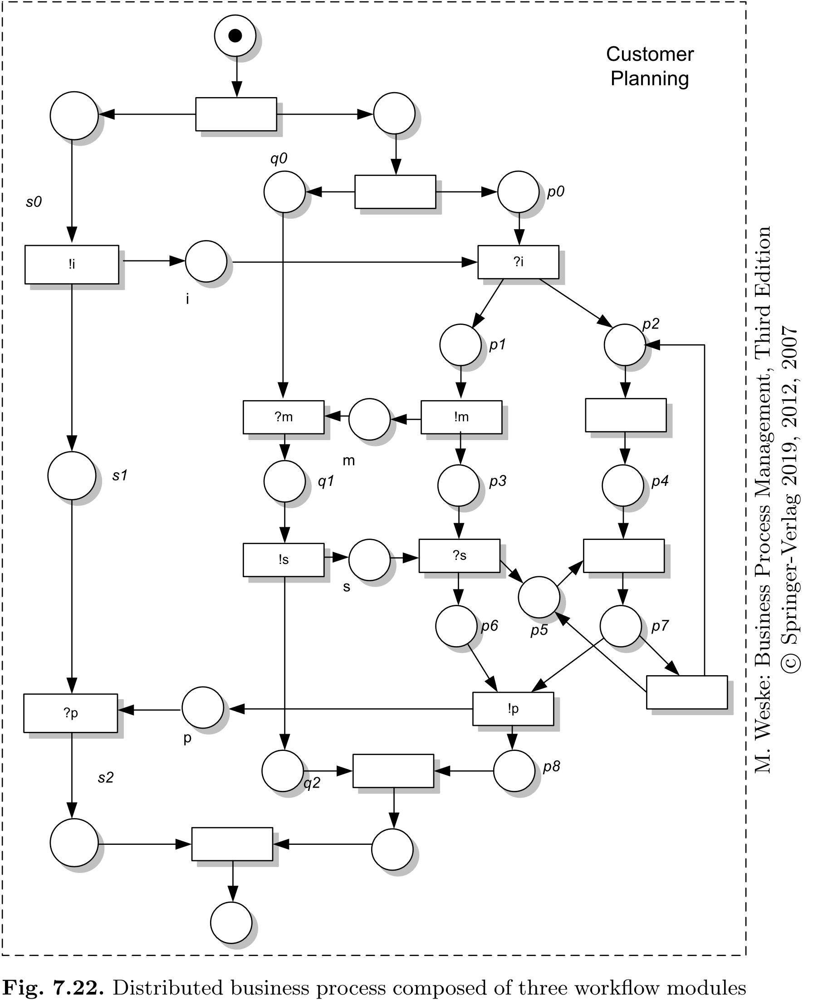 Customer
Planning
q0
p0
s0
!i
?i
i
p2
p1
?m
!m
m
s1
q1
p3
p4
!s
?s
s
p6
p5
p7
?p
!p
p
p8
s2
q2
M. Weske: Business Process Management, Third Edition
© Springer-Verlag 2019, 2012, 2007
Fig. 7.22. Distributed business process composed of three workflow modules